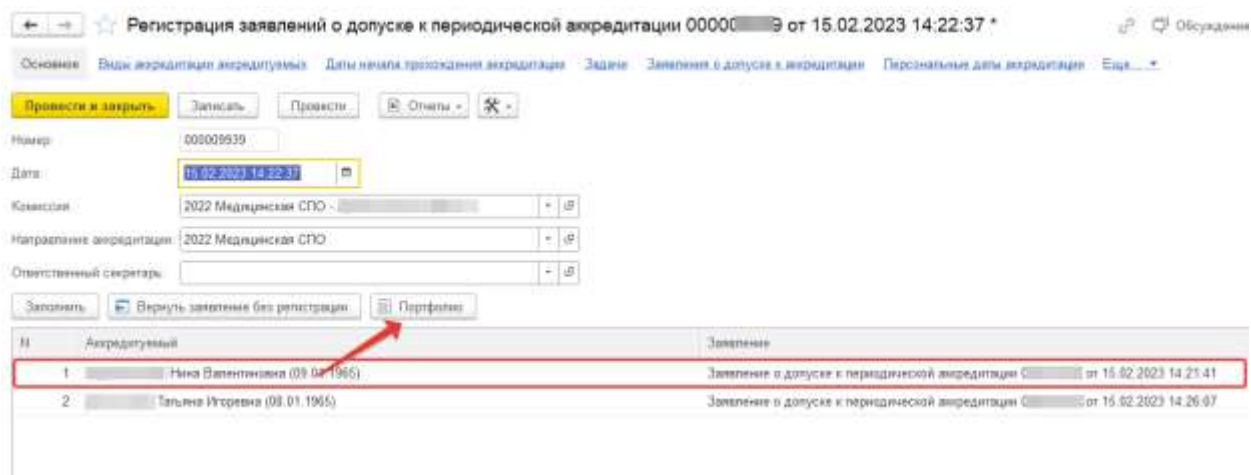 Регистрация заявлений о допуске к периодической аккредитации 00000 9 от 15.02.2023 14:22:37 * Обсуждение
Основное Виды аккредитации аккредитуемых Даты начала прохождения аккредитации Задачи Заявления о допуске к аккредитации Персональные даты аккредитации Еще...
Провести и закрыть Записать Провести Отчеты
Номер: 000009939
Дата: 15.02.2023 14:22:37
Комиссия: 2022 Медицинская СПО -
Направление аккредитации: 2022 Медицинская СПО
Ответственный секретарь:
Заполнить Вернуть заявление без регистрации Портфолио
N Аккредитуемый Заявление
1 Нина Валентиновна (09.0 1965) Заявление о допуске к периодической аккредитации 0 от 15.02.2023 14:21:41
2 Татьяна Игоревна (08.01.1965) Заявление о допуске к периодической аккредитации 0 от 15.02.2023 14:26:07